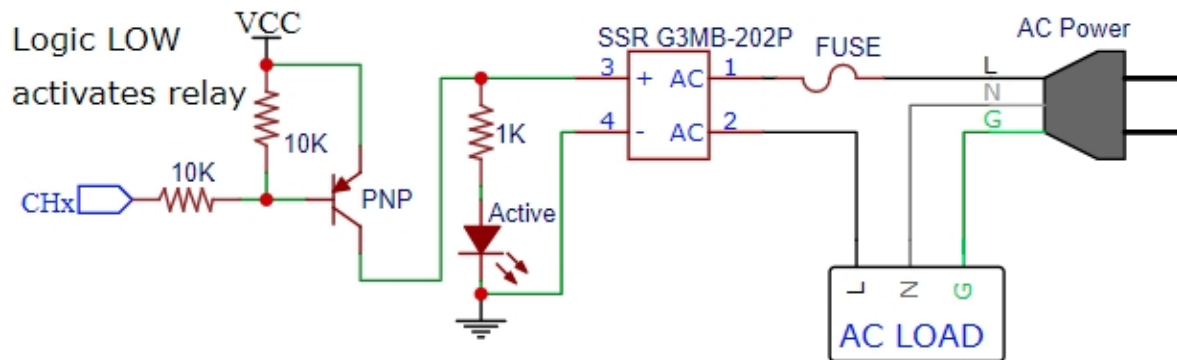 Logic LOW
activates relay
VCC
10K
10K
CHx
PNP
1K
Active
SSR G3MB-202P
3 + AC 1
4 - AC 2
FUSE
AC Power
L
N
G
L N G
AC LOAD